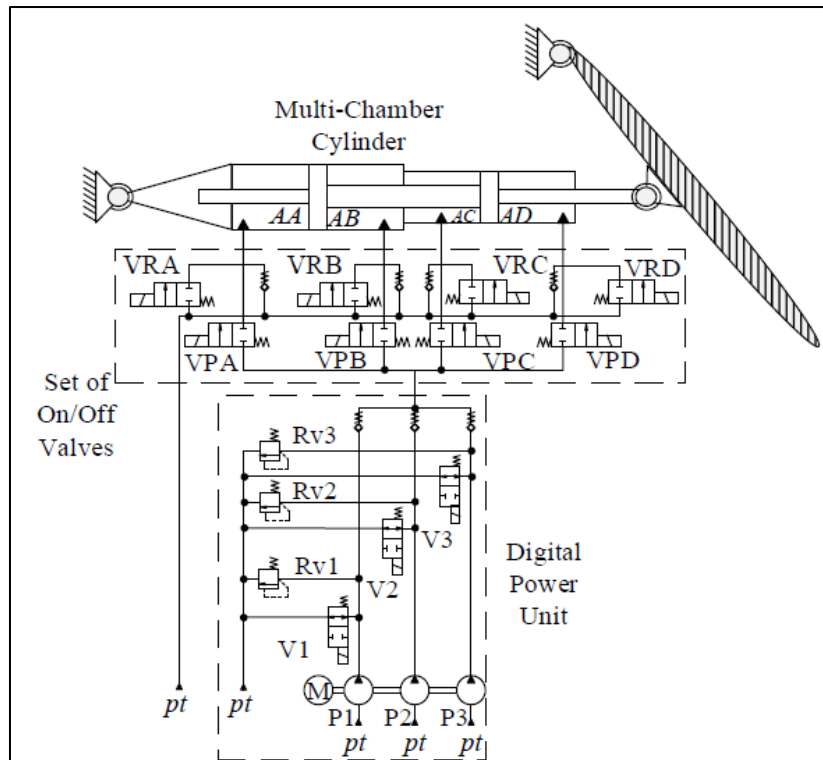 Multi-Chamber
Cylinder
AA
AB
AC
AD
VRA
VRB
VRC
VRD
VPA
VPB
VPC
VPD
Set of
On/Off
Valves
Rv3
Rv2
V3
Rv1
V2
V1
Digital
Power
Unit
M
P1
P2
P3
pt
pt
pt
pt
pt